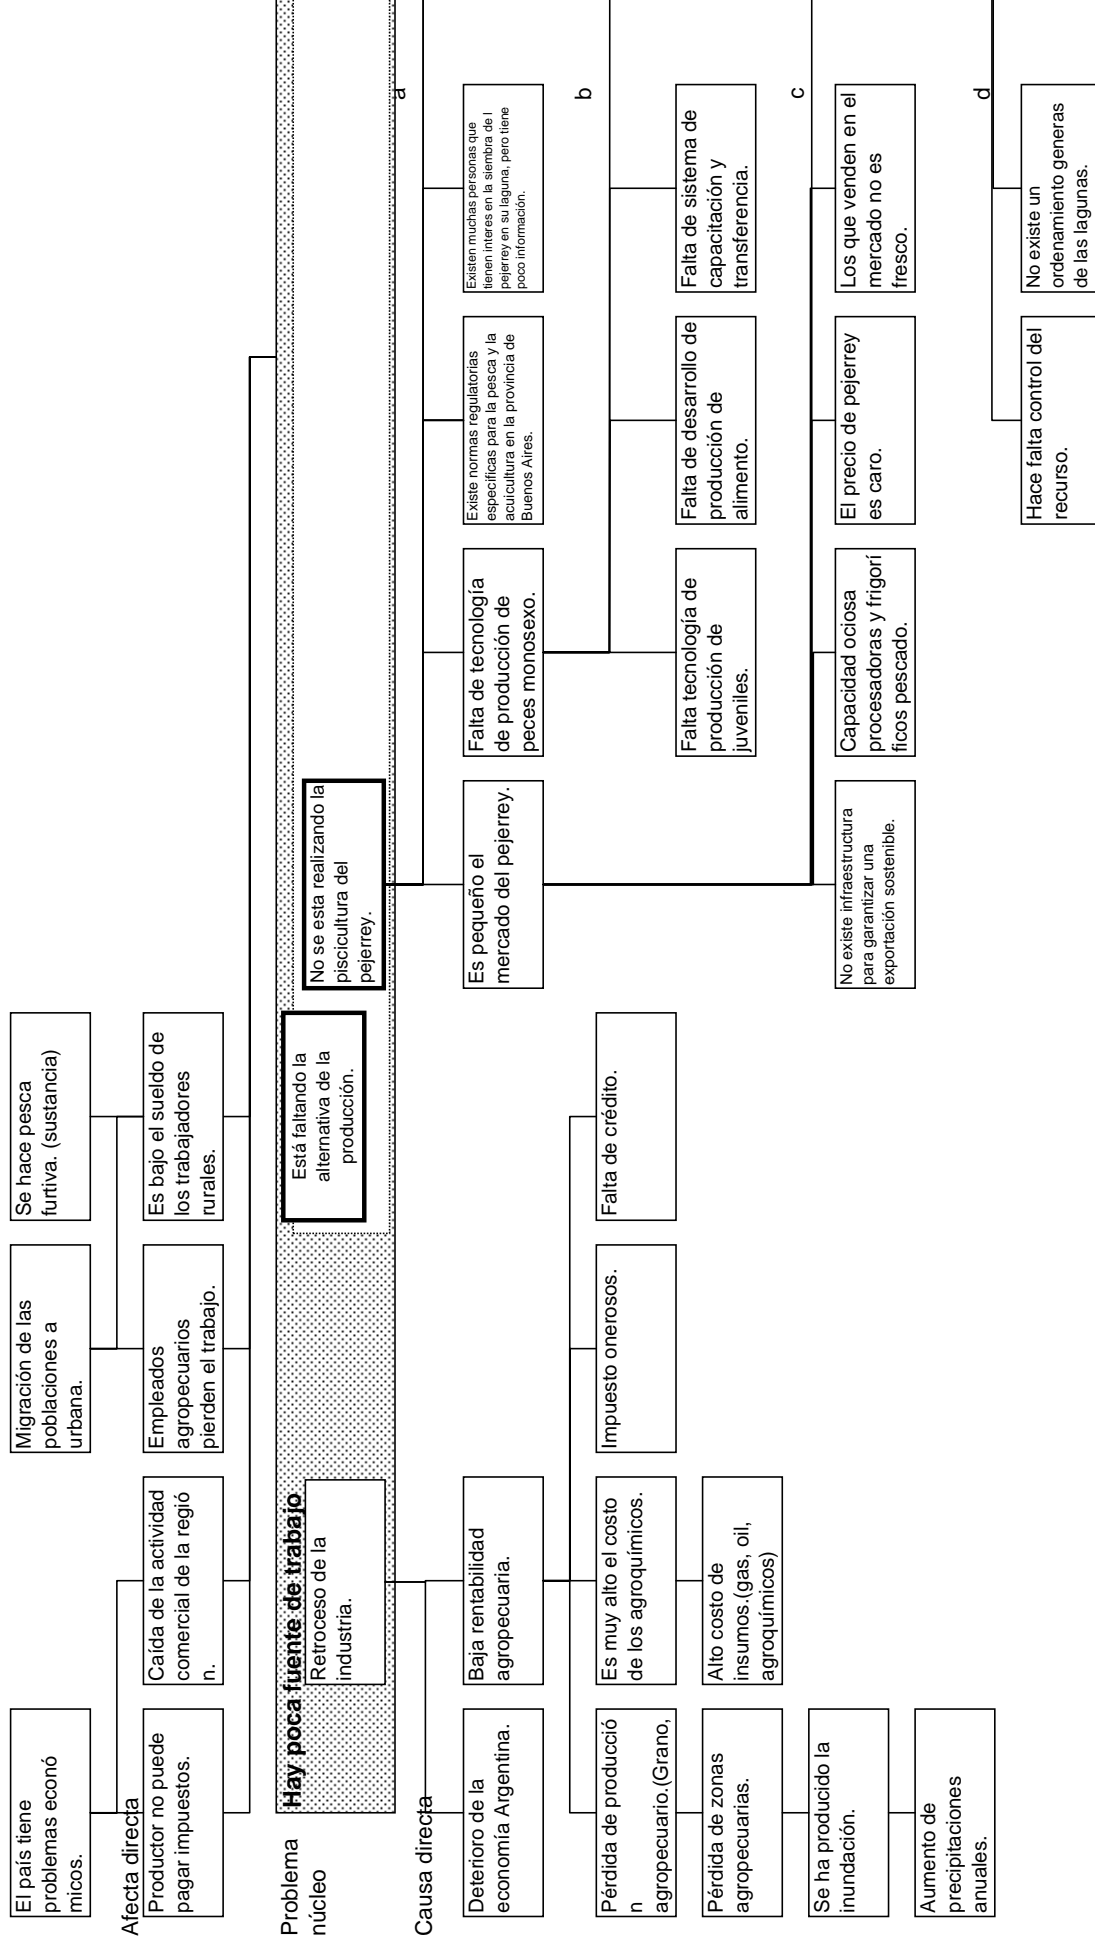 El país tiene
problemas econó
micos.
Migración de las
poblaciones a
urbana.
Se hace pesca
furtiva. (sustancia)
Afecta directa
Productor no puede
pagar impuestos.
Caída de la actividad
comercial de la regió
n.
Empleados
agropecuarios
pierden el trabajo.
Es bajo el sueldo de
los trabajadores
rurales.
Problema
núcleo
Hay poca fuente de trabajo
Retroceso de la
industria.
Está faltando la
alternativa de la
producción.
No se esta realizando la
piscicultura del
pejerrey.
Causa directa
a
Deterioro de la
economía Argentina.
Baja rentabilidad
agropecuaria.
Es pequeño el
mercado del pejerrey.
Falta de tecnología
de producción de
peces monosexo.
Existe normas regulatorias
especificas para la pesca y la
acuicultura en la provincia de
Buenos Aires.
Existen muchas personas que
tienen interes en la siembra de l
pejerrey en su laguna, pero tiene
poco información.
b
Pérdida de producció
n
agropecuario.(Grano,
Es muy alto el costo
de los agroquímicos.
Impuesto onerosos.
Falta de crédito.
Falta tecnología de
producción de
juveniles.
Falta de desarrollo de
producción de
alimento.
Falta de sistema de
capacitación y
transferencia.
Pérdida de zonas
agropecuarias.
Alto costo de
insumos.(gas, oil,
agroquímicos)
c
Se ha producido la
inundación.
No existe infraestructura
para garantizar una
exportación sostenible.
Capacidad ociosa
procesadoras y frigorí
ficos pescado.
El precio de pejerrey
es caro.
Los que venden en el
mercado no es
fresco.
Aumento de
precipitaciones
anuales.
d
Hace falta control del
recurso.
No existe un
ordenamiento generas
de las lagunas.